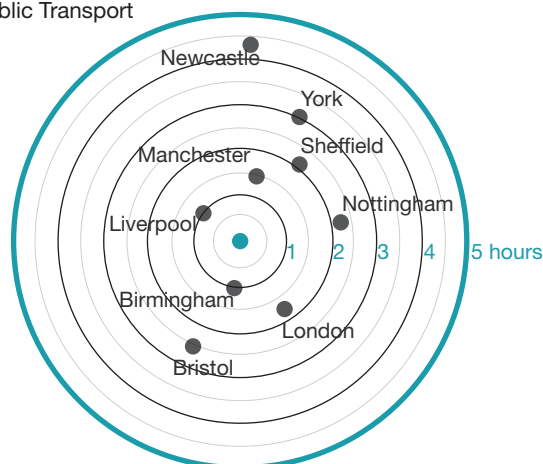 blic Transport
Newcastle
York
Sheffield
Manchester
Nottingham
Liverpool
1 2 3 4 5 hours
Birmingham
London
Bristol